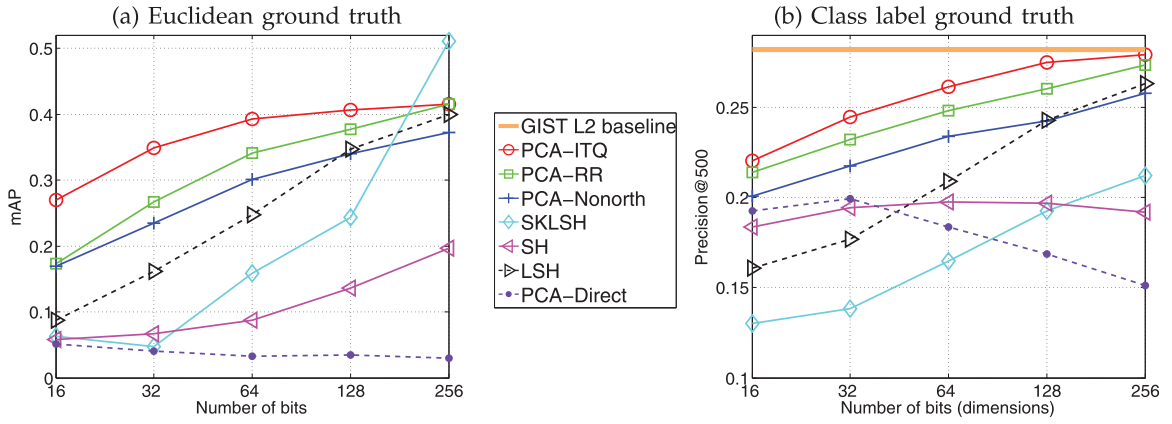 (a) Euclidean ground truth
mAP
0.5
0.4
0.3
0.2
0.1
0
16 32 64 128 256
Number of bits
GIST L2 baseline
PCA-ITQ
PCA-RR
PCA-Nonorth
SKLSH
SH
LSH
PCA-Direct
(b) Class label ground truth
Precision@500
0.25
0.2
0.15
0.1
16 32 64 128 256
Number of bits (dimensions)